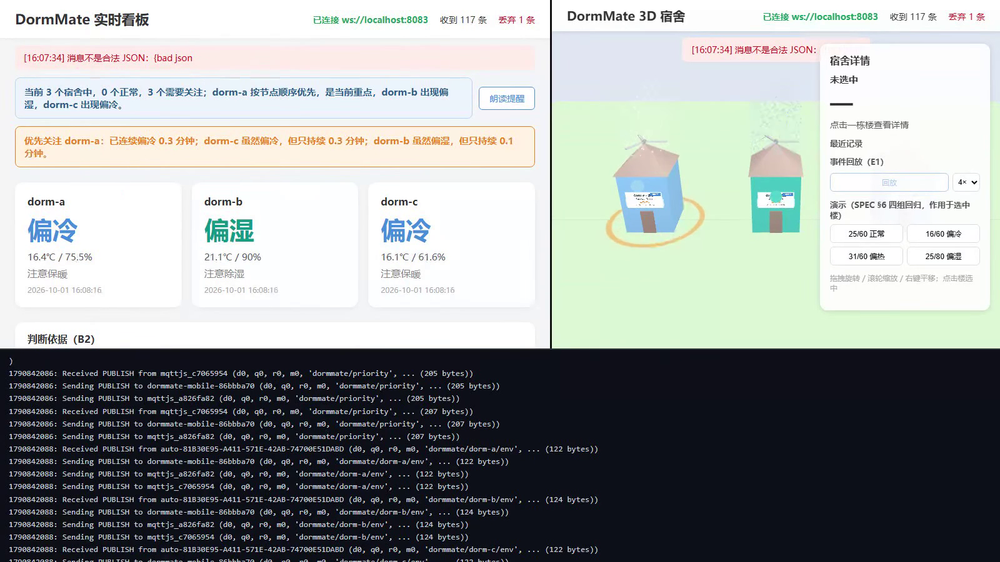 DormMate 实时看板
已连接 ws://localhost:8083 收到 117 条 丢弃 1 条
[16:07:34] 消息不是合法 JSON：{bad json
当前 3 个宿舍中，0 个正常，3 个需要关注；dorm-a 按节点顺序优先，是当前重点，dorm-b 出现偏
湿，dorm-c 出现偏冷。
朗读提醒
优先关注 dorm-a：已连续偏冷 0.3 分钟；dorm-c 虽然偏冷，但只持续 0.3 分钟；dorm-b 虽然偏湿，但只持续 0.1
分钟。
dorm-a
偏冷
16.4℃ / 75.5%
注意保暖
2026-10-01 16:08:16
dorm-b
偏湿
21.1℃ / 90%
注意除湿
2026-10-01 16:08:16
dorm-c
偏冷
16.1℃ / 61.6%
注意保暖
2026-10-01 16:08:16
判断依据（B2）
DormMate 3D 宿舍
已连接 ws://localhost:8083 收到 117 条 丢弃 1 条
[16:07:34] 消息不是合法 JSON：
宿舍详情
未选中
——
点击一栋楼查看详情
最近记录
事件回放（E1）
回放
4×
演示（SPEC §6 四组回归，作用于选中
楼）
25/60 正常
16/60 偏冷
31/60 偏热
25/80 偏湿
拖拽旋转 / 滚轮缩放 / 右键平移；点击楼选
中
)
1790842086: Received PUBLISH from mqttjs_c7065954 (d0, q0, r0, m0, 'dormmate/priority', ... (205 bytes))
1790842086: Sending PUBLISH to dormmate-mobile-86bbba70 (d0, q0, r0, m0, 'dormmate/priority', ... (205 bytes))
1790842086: Sending PUBLISH to mqttjs_a826fa82 (d0, q0, r0, m0, 'dormmate/priority', ... (205 bytes))
1790842086: Received PUBLISH from mqttjs_c7065954 (d0, q0, r0, m0, 'dormmate/priority', ... (207 bytes))
1790842086: Sending PUBLISH to dormmate-mobile-86bbba70 (d0, q0, r0, m0, 'dormmate/priority', ... (207 bytes))
1790842086: Sending PUBLISH to mqttjs_a826fa82 (d0, q0, r0, m0, 'dormmate/priority', ... (207 bytes))
1790842088: Received PUBLISH from auto-81B30E95-A411-571E-42AB-74700E51DABD (d0, q0, r0, m0, 'dormmate/dorm-a/env', ... (122 bytes))
1790842088: Sending PUBLISH to dormmate-mobile-86bbba70 (d0, q0, r0, m0, 'dormmate/dorm-a/env', ... (122 bytes))
1790842088: Sending PUBLISH to mqttjs_a826fa82 (d0, q0, r0, m0, 'dormmate/dorm-a/env', ... (122 bytes))
1790842088: Sending PUBLISH to mqttjs_c7065954 (d0, q0, r0, m0, 'dormmate/dorm-a/env', ... (122 bytes))
1790842088: Received PUBLISH from auto-81B30E95-A411-571E-42AB-74700E51DABD (d0, q0, r0, m0, 'dormmate/dorm-b/env', ... (124 bytes))
1790842088: Sending PUBLISH to dormmate-mobile-86bbba70 (d0, q0, r0, m0, 'dormmate/dorm-b/env', ... (124 bytes))
1790842088: Sending PUBLISH to mqttjs_a826fa82 (d0, q0, r0, m0, 'dormmate/dorm-b/env', ... (124 bytes))
1790842088: Sending PUBLISH to mqttjs_c7065954 (d0, q0, r0, m0, 'dormmate/dorm-b/env', ... (124 bytes))
1790842088: Received PUBLISH from auto-81B30E95-A411-571E-42AB-74700E51DABD (d0, q0, r0, m0, 'dormmate/dorm-c/env', ... (122 bytes))